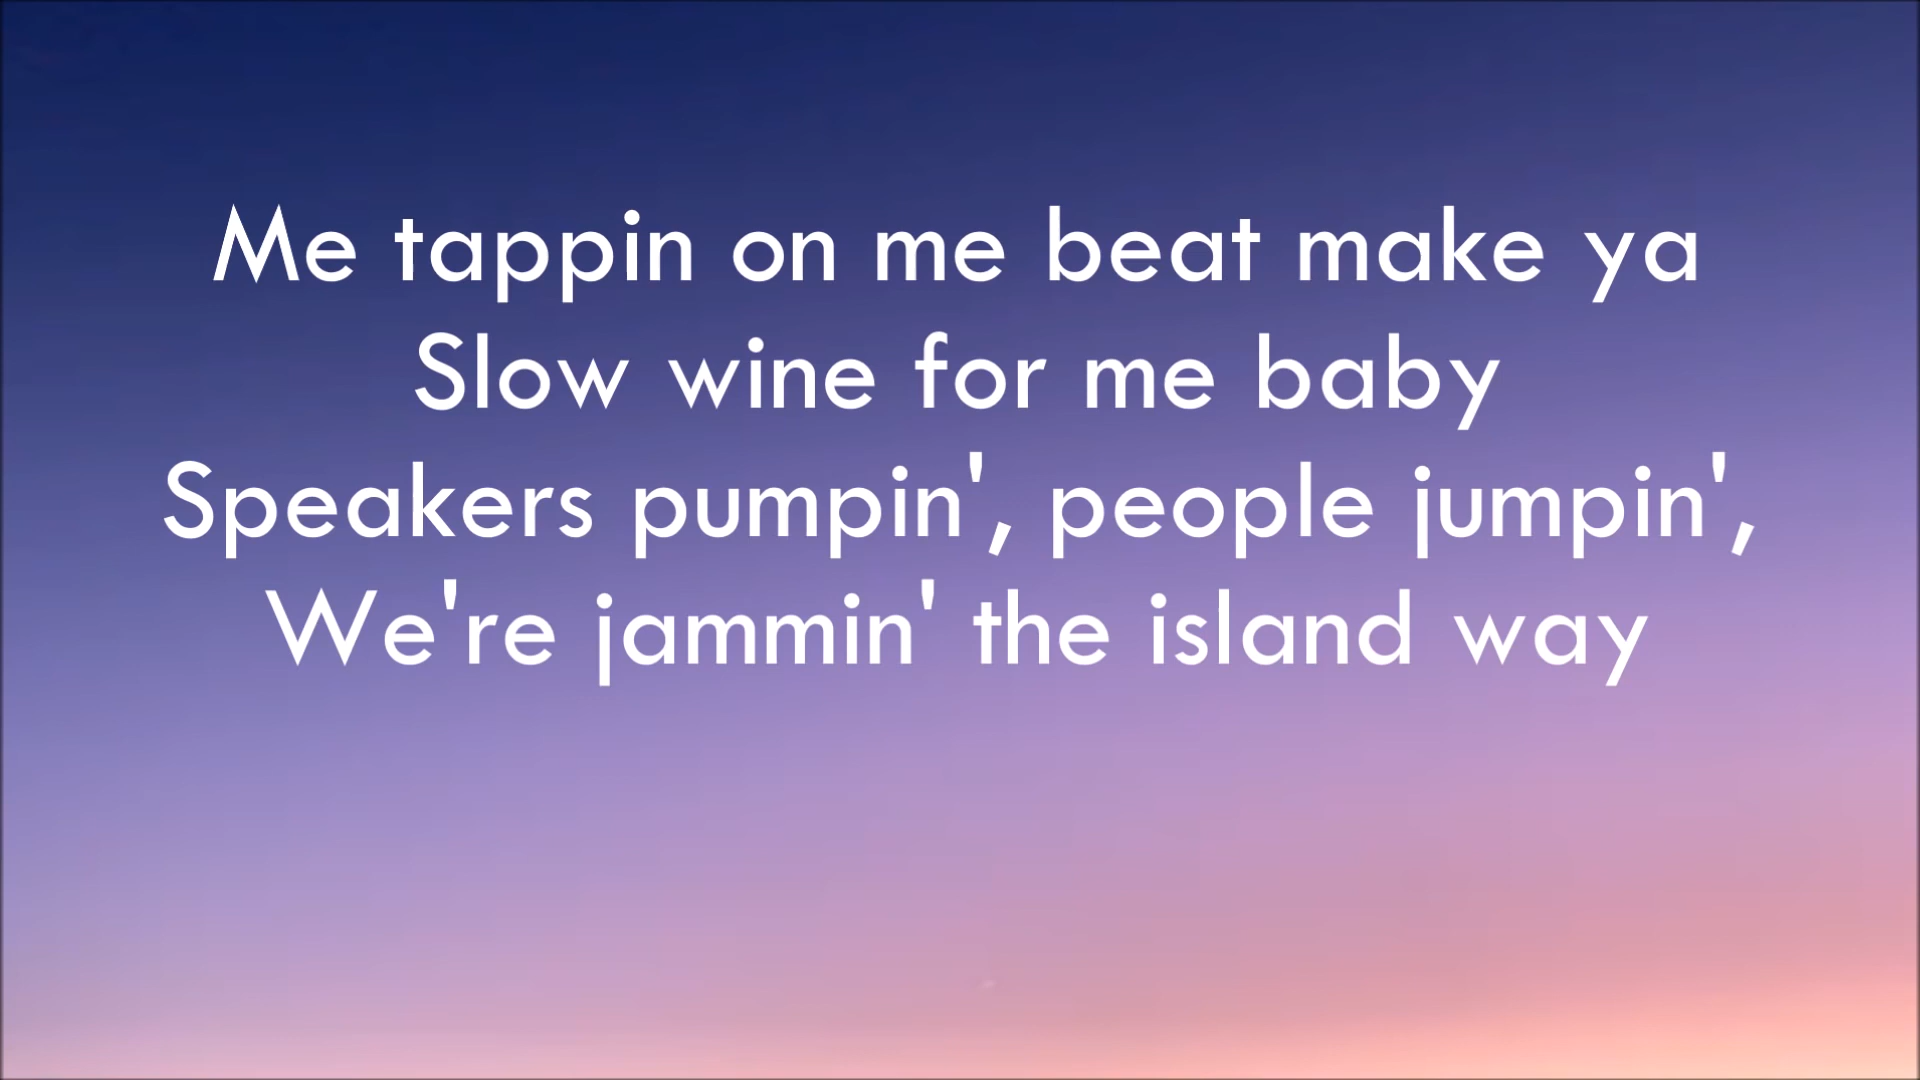 Me tappin on me beat make ya
Slow wine for me baby
Speakers pumpin', people jumpin',
We're jammin' the island way